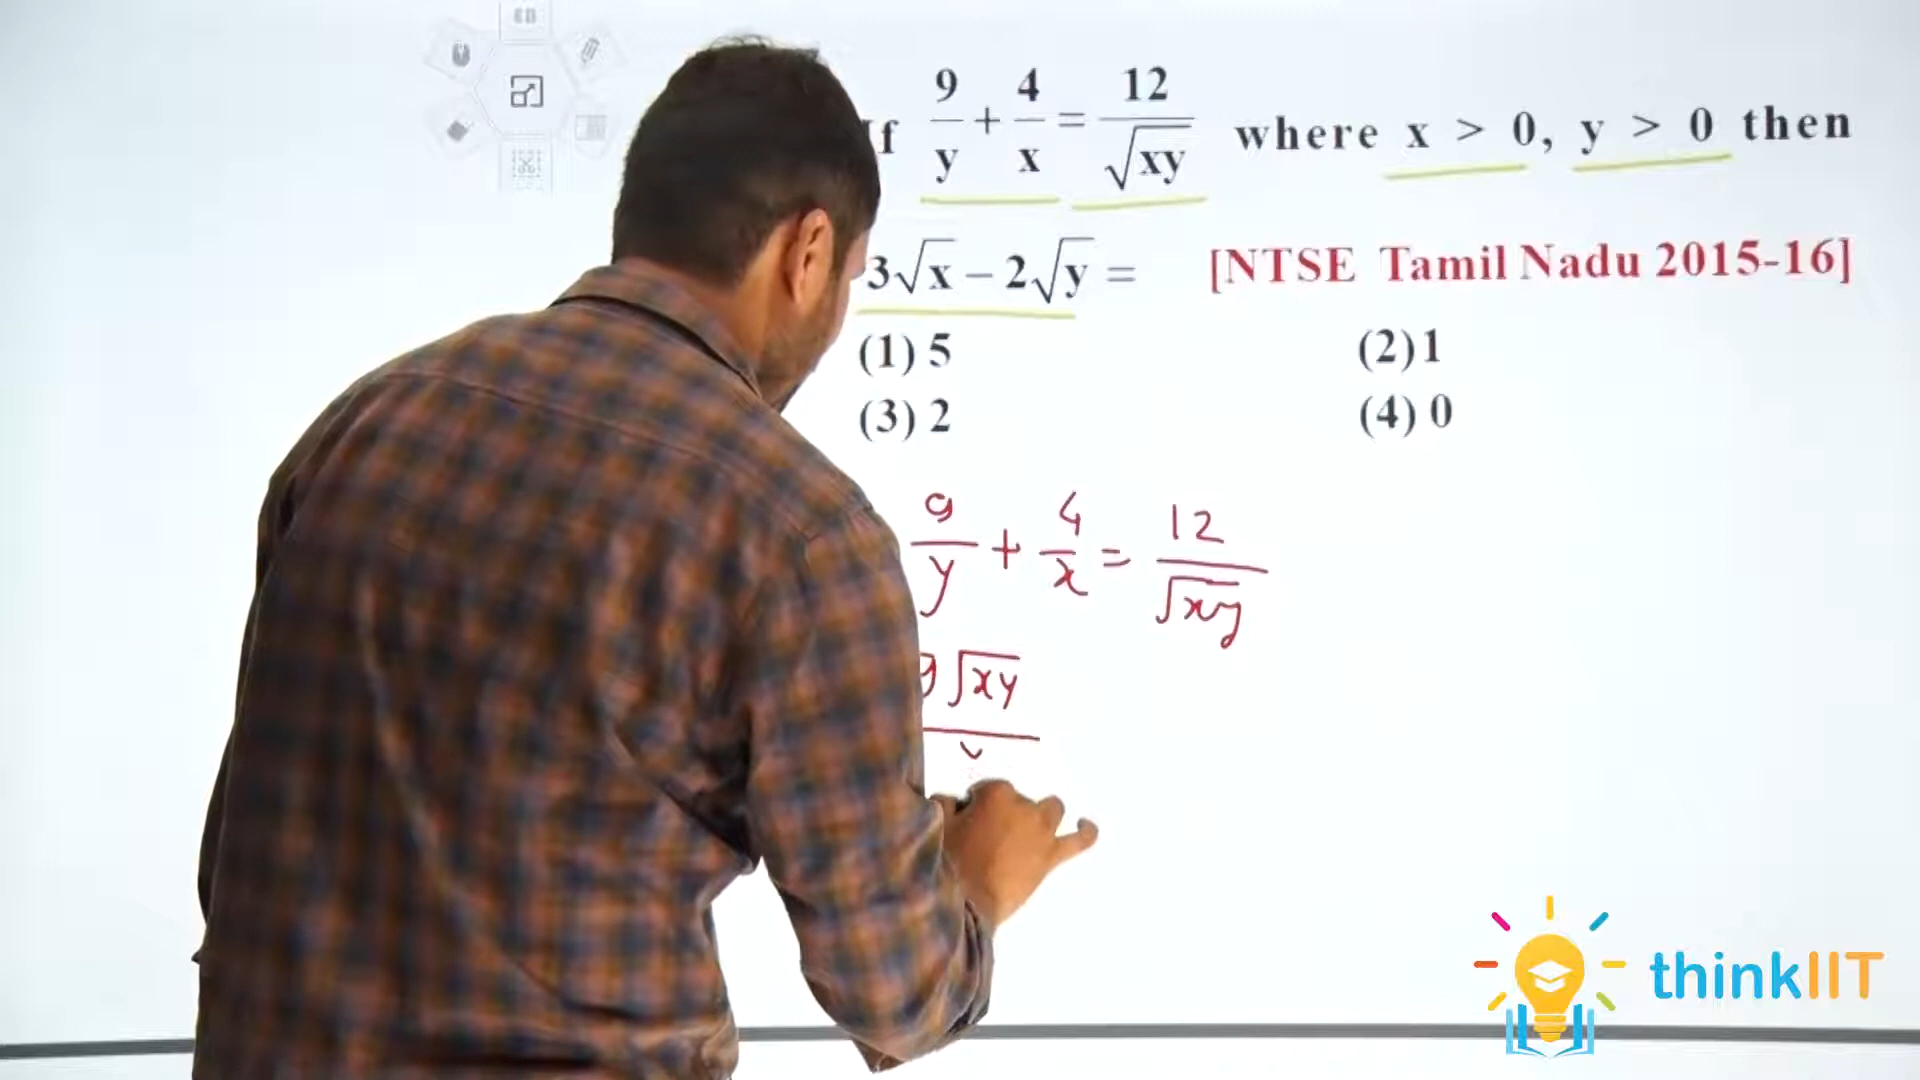 If 9/y + 4/x = 12/√xy where x > 0, y > 0 then
3√x – 2√y = [NTSE Tamil Nadu 2015-16]
(1) 5 (2) 1
(3) 2 (4) 0
9/y + 4/x = 12/√xy
9√xy
thinkIIT